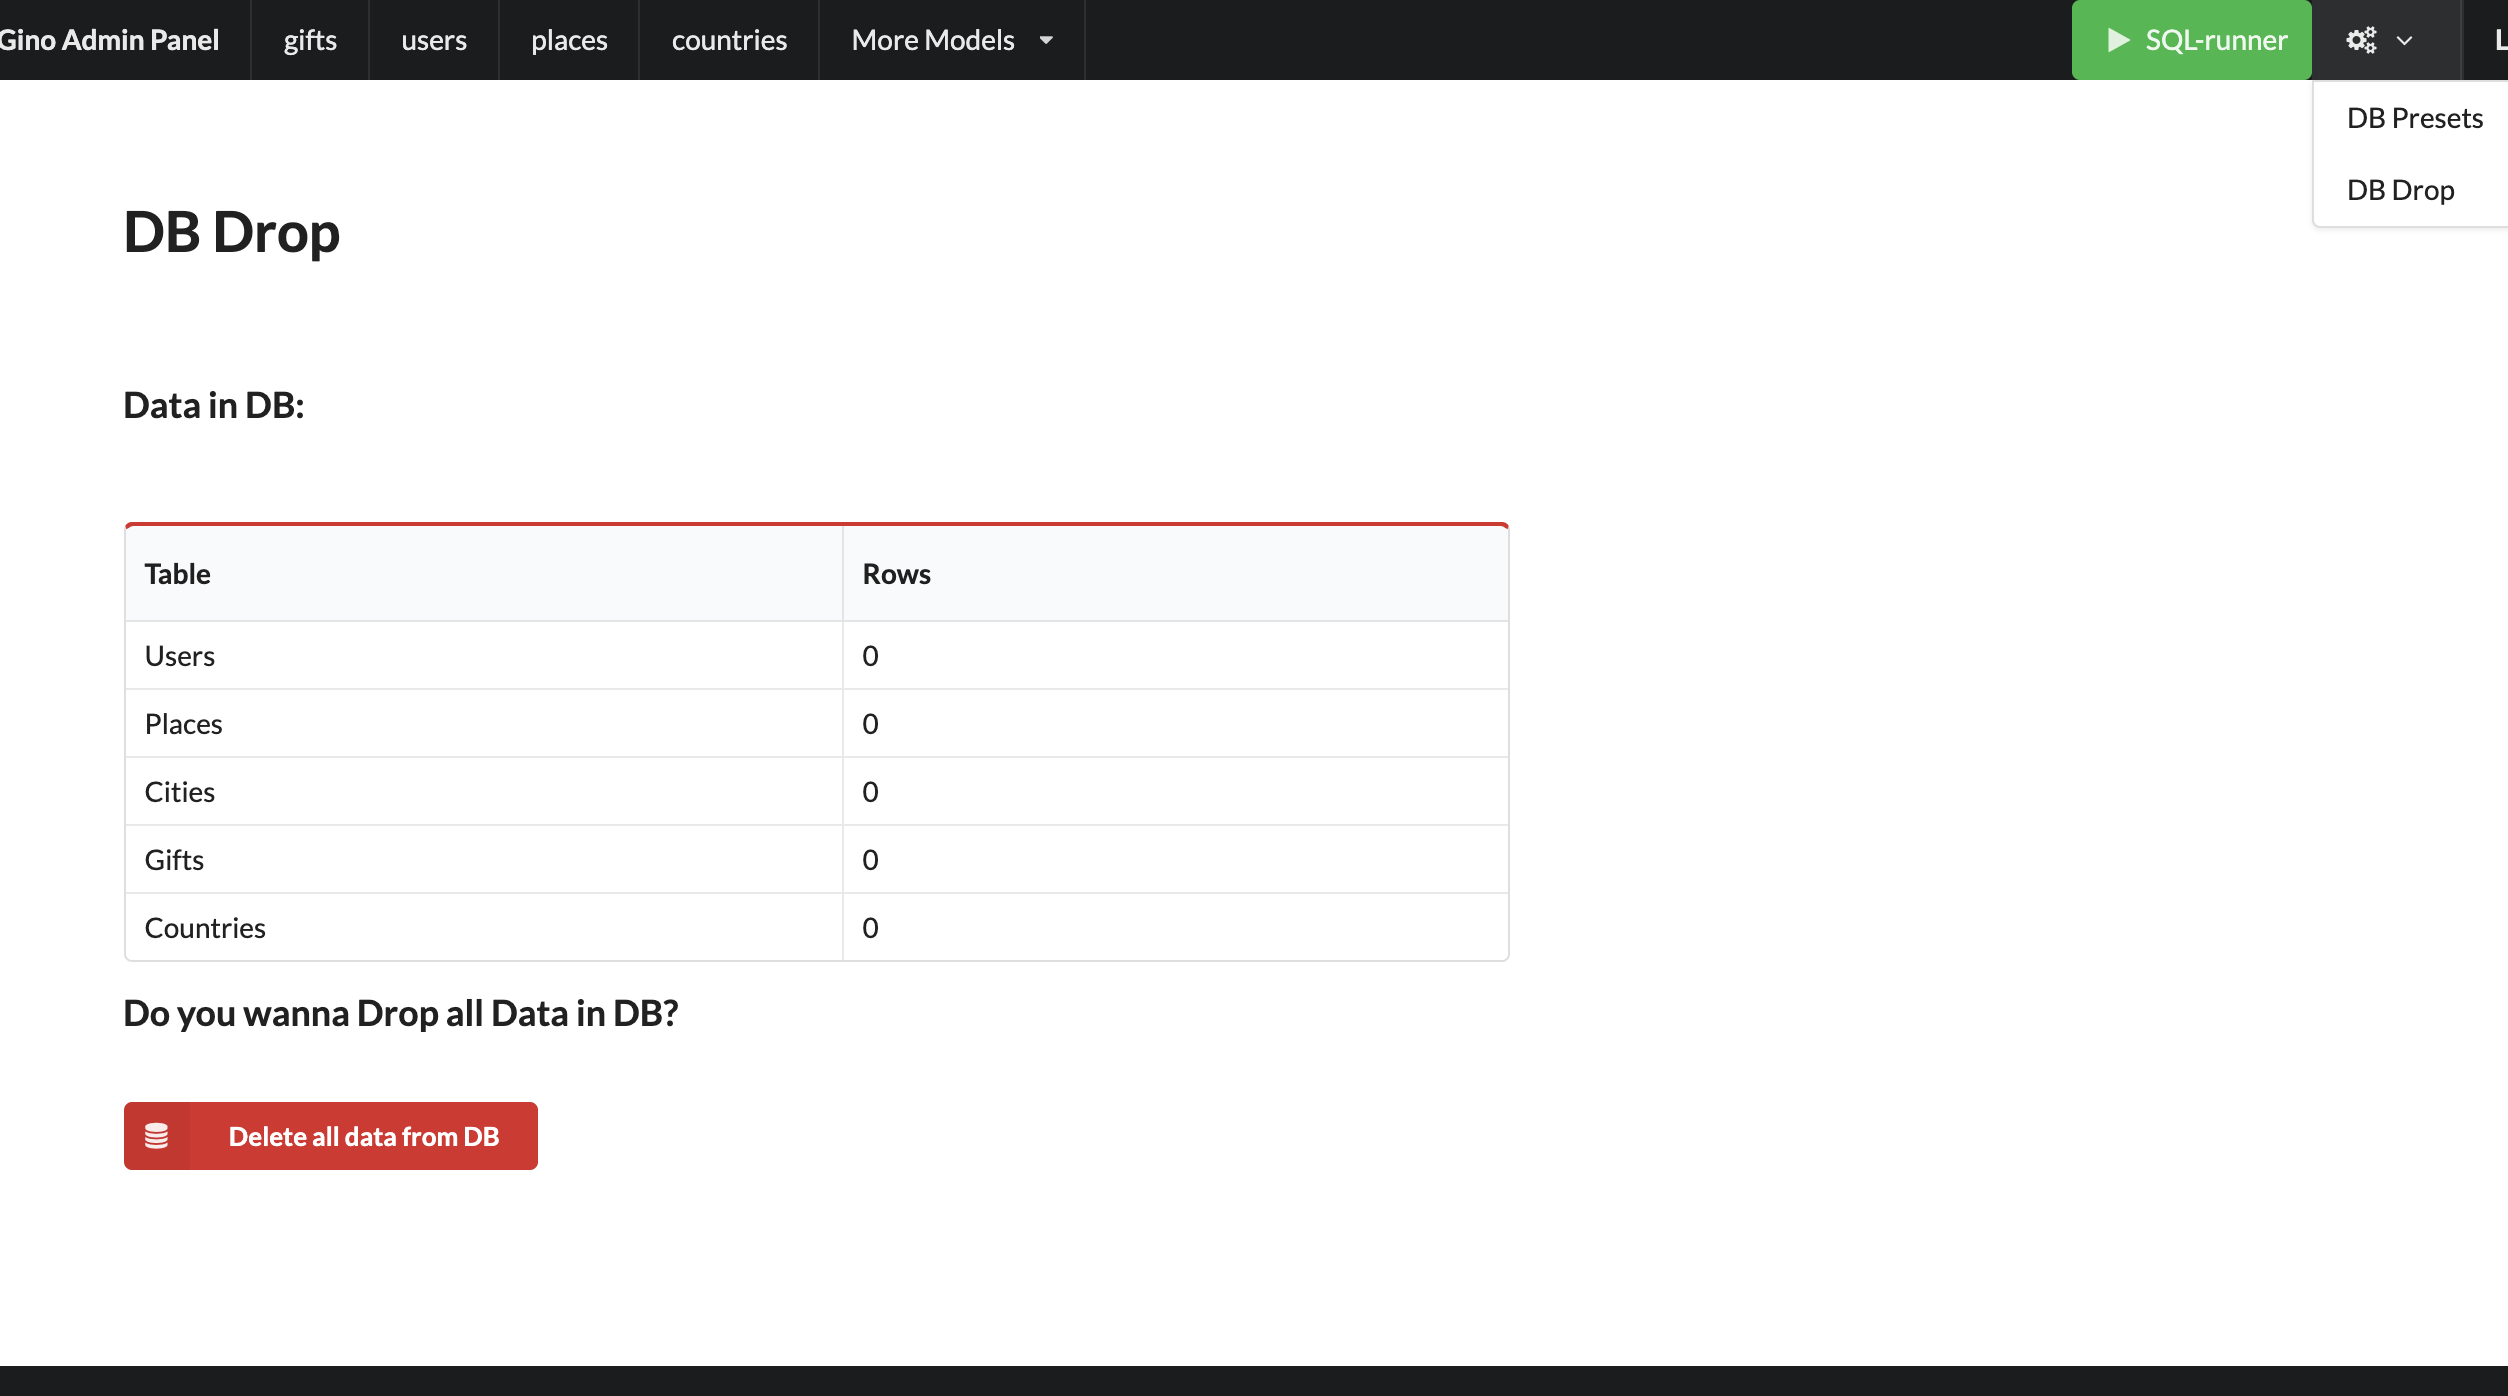 Gino Admin Panel gifts users places countries More Models SQL-runner L
DB Presets
DB Drop
DB Drop
Data in DB:
Table Rows
Users 0
Places 0
Cities 0
Gifts 0
Countries 0
Do you wanna Drop all Data in DB?
Delete all data from DB